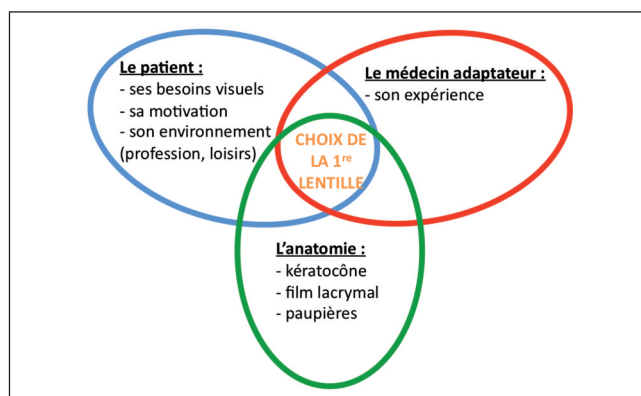 Le patient :
- ses besoins visuels
- sa motivation
- son environnement
(profession, loisirs)
Le médecin adaptateur :
- son expérience
CHOIX DE
LA 1re
LENTILLE
L’anatomie :
- kératocône
- film lacrymal
- paupières